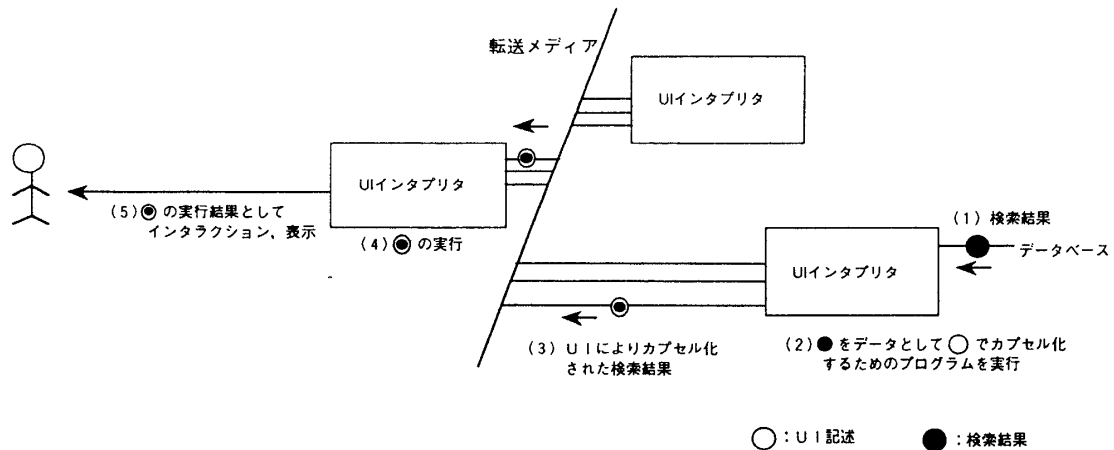 転送メディア
UIインタプリタ
UIインタプリタ
(5)◉の実行結果として
インタラクション、表示
(4)◉の実行
(1)検索結果
データベース
UIインタプリタ
(3)UIによりカプセル化
された検索結果
(2)●をデータとして○でカプセル化
するためのプログラムを実行
○:UI記述
●:検索結果